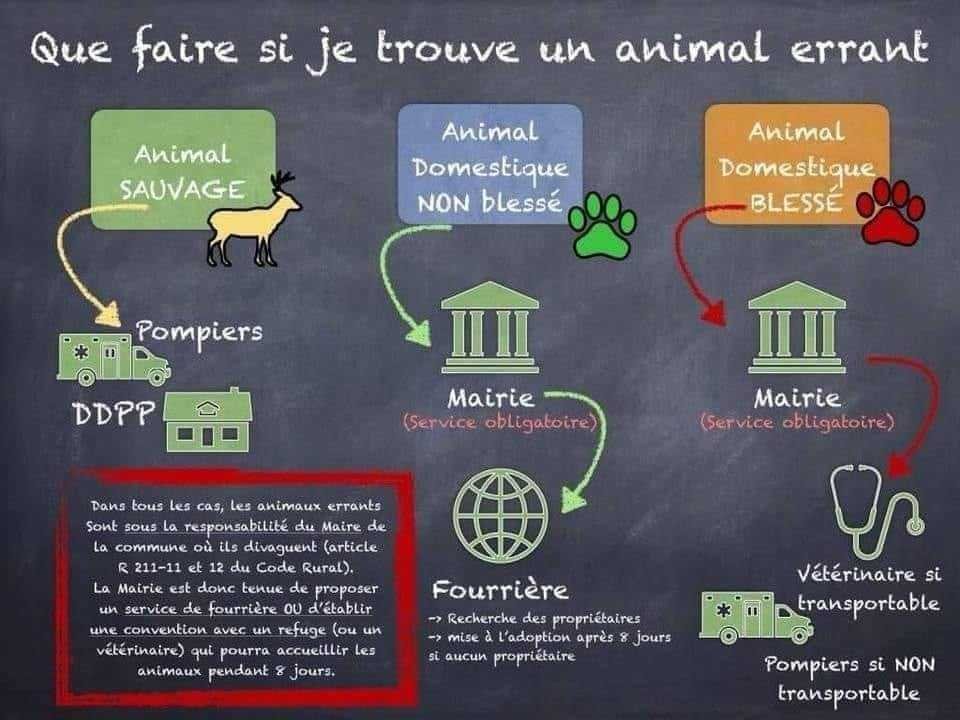 Que faire si je trouve un animal errant
Animal
SAUVAGE
Pompiers
DDPP
Animal
Domestique
NON blessé
Mairie
(Service obligatoire)
Fourrière
-> Recherche des propriétaires
-> mise à l'adoption après 8 jours
si aucun propriétaire
Animal
Domestique
BLESSÉ
Mairie
(Service obligatoire)
Vétérinaire si
transportable
Pompiers si NON
transportable
Dans tous les cas, les animaux errants
Sont sous la responsabilité du Maire de
la commune où ils divaguent (article
R 211-11 et 12 du Code Rural).
La Mairie est donc tenue de proposer
un service de fourrière OU d'établir
une convention avec un refuge (ou un
vétérinaire) qui pourra accueillir les
animaux pendant 8 jours.